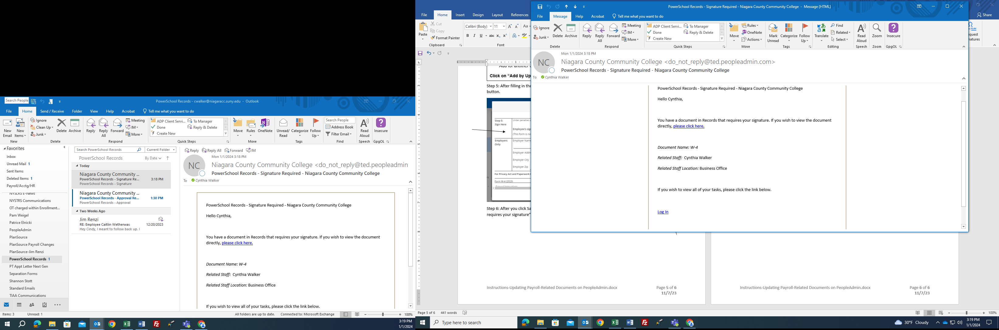 Search People
PowerSchool Records - cwalker@niagaracc.suny.edu - Outlook
File Home Send / Receive Folder View Help Acrobat Tell me what you want to do
New Email
New Items
New
Ignore
Clean Up
Junk
Delete
Archive
Delete
Reply
Reply All
Forward
Meeting
IM
More
Respond
ADP Client Servi...
To Manager
Done
Reply & Delete
Create New
Quick Steps
Move
Rules
OneNote
Move
Unread/ Read
Categorize
Follow Up
Tags
Search People
Address Book
Filter Email
Find
Read Aloud
Speech
Insecure
GpgOL
Favorites
Inbox
Unread Mail 1
Sent Items
Deleted Items 1
Payroll/Acctg/HR
NYSLRS E-News
NYSTRS Communications
OT charged within Enrollment...
Pam Weigel
Patrice Elnicki
PeopleAdmin
PlanSource
PlanSource Payroll Changes
PlanSource-Jim Renzi
PowerSchool Records 1
PT Appt Letter Next Gen
Separation Forms
Shannon Stott
Standard Emails
TIAA Communications
Search PowerSchool Records
Current Folder
PowerSchool Records By Date
Today
Niagara County Community ...
PowerSchool Records - Signature Re... 3:18 PM
PowerSchool Records - Signature
Niagara County Community ...
PowerSchool Records - Approval Re... 1:30 PM
PowerSchool Records - Approval
Two Weeks Ago
Jim Renzi
RE: Employee Caitlin Wetherwas 12/20/2023
Hey Cindy, I meant to follow back up. I
Reply Reply All Forward IM
Mon 1/1/2024 3:18 PM
NC
Niagara County Community College <do_not_reply@ted.peopleadmin
PowerSchool Records - Signature Required - Niagara County Community College
To Cynthia Walker
PowerSchool Records - Signature Required - Niagara County Community College
Hello Cynthia,
You have a document in Records that requires your signature. If you wish to view the document
directly, please click here.
Document Name: W-4
Related Staff: Cynthia Walker
Related Staff Location: Business Office
If you wish to view all of your tasks, please click the link below.
Items: 3 Unread: 1
All folders are up to date. Connected to: Microsoft Exchange
100%
3:19 PM
1/1/2024
File Home Insert Design Layout References
Share
Paste
Cut
Copy
Format Painter
Clipboard
Calibri (Body) 11
Font
Click on “Add by Up
Step 5: After filling in the
button.
Step 5:
Sign Here
Under penalties o
Employee's sig
(This form is no
Employers
Only
Employer Name
Employer Addre
Employer City
Employer Zip
For Privacy Act and Paperwork
Form W-4 (2023)
Step 6: After you click Sa
requires your signature”
Instructions-Updating Payroll-Related Documents on PeopleAdmin.docx Page 5 of 6
11/7/23
Instructions-Updating Payroll-Related Documents on PeopleAdmin.docx Page 6 of 6
11/7/23
Page 5 of 6 441 words
100%
PowerSchool Records - Signature Required - Niagara County Community College - Message (HTML)
File Message Help Acrobat Tell me what you want to do
Ignore
Junk
Delete
Archive
Delete
Reply
Reply All
Forward
Meeting
IM
More
Respond
ADP Client Servi...
To Manager
Done
Reply & Delete
Create New
Quick Steps
Move
Rules
OneNote
Actions
Move
Mark Unread
Categorize
Follow Up
Tags
Translate
Find
Related
Select
Editing
Read Aloud
Speech
Zoom
Zoom
Insecure
GpgOL
Mon 1/1/2024 3:18 PM
NC
Niagara County Community College <do_not_reply@ted.peopleadmin.com>
PowerSchool Records - Signature Required - Niagara County Community College
To Cynthia Walker
PowerSchool Records - Signature Required - Niagara County Community College
Hello Cynthia,
You have a document in Records that requires your signature. If you wish to view the document
directly, please click here.
Document Name: W-4
Related Staff: Cynthia Walker
Related Staff Location: Business Office
If you wish to view all of your tasks, please click the link below.
Log In
Type here to search
30°F Cloudy
3:19 PM
1/1/2024